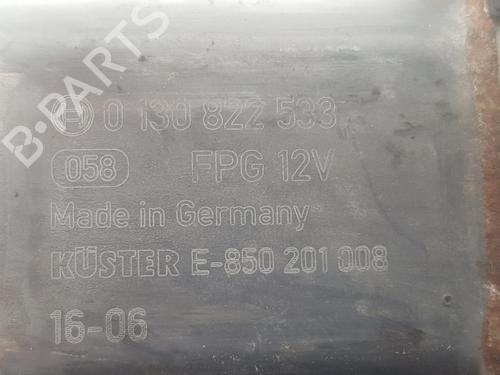 B-PARTS
0 130 822 533
058 FPG 12V
Made in Germany
KÜSTER E-850 201 008
16-06